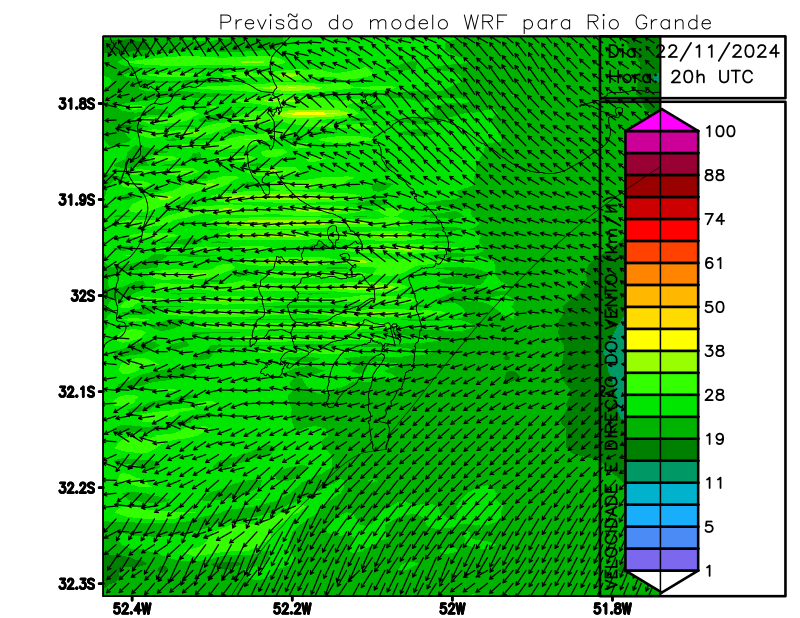 Previsão do modelo WRF para Rio Grande
Dia: 22/11/2024
Hora: 20h UTC
31.8S
31.9S
32S
32.1S
32.2S
32.3S
52.4W
52.2W
52W
51.8W
VELOCIDADE E DIREÇÃO DO VENTO (km/h)
100
88
74
61
50
38
28
19
11
5
1